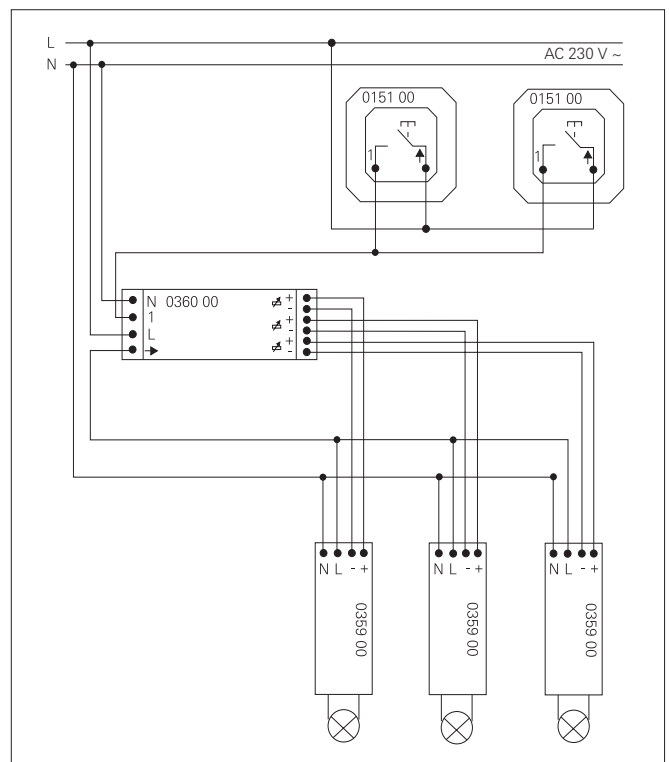 L
N
AC 230 V ~
0151 00
1
0151 00
1
N 0360 00
1
L
+
-
+
-
+
-
N L - +
N L - +
N L - +
0359 00
0359 00
0359 00